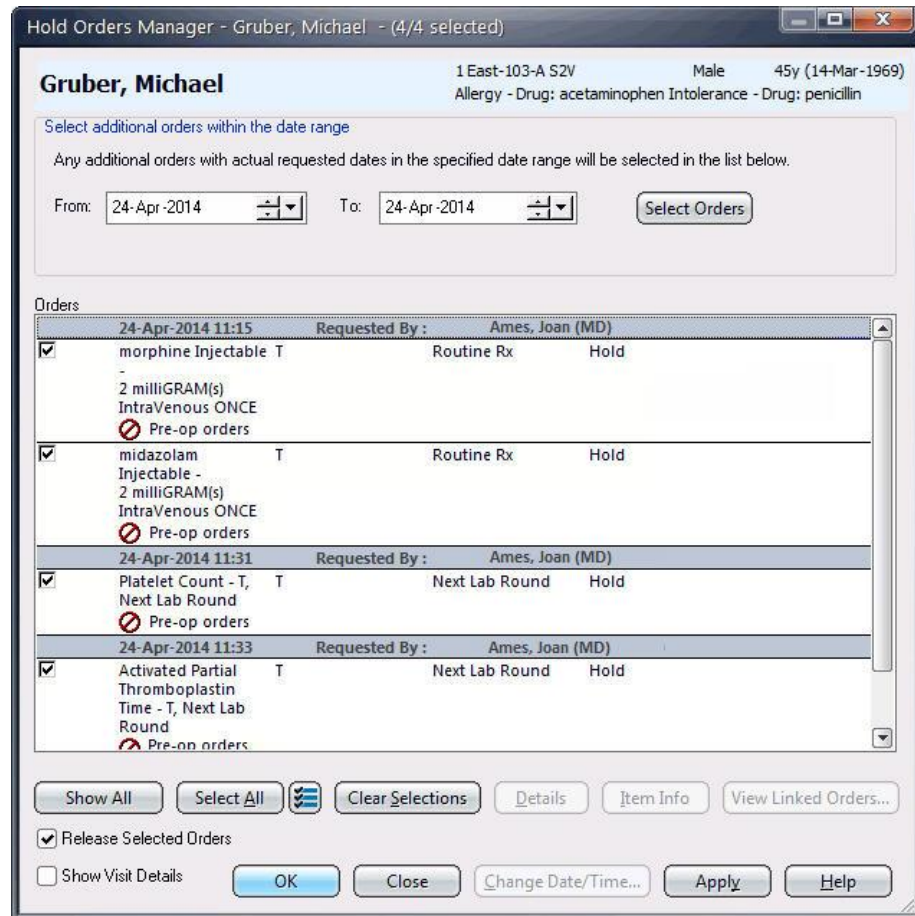 Hold Orders Manager - Gruber, Michael - (4/4 selected)
Gruber, Michael
1 East-103-A S2V Male 45y (14-Mar-1969)
Allergy - Drug: acetaminophen Intolerance - Drug: penicillin
Select additional orders within the date range
Any additional orders with actual requested dates in the specified date range will be selected in the list below.
From: 24-Apr-2014 To: 24-Apr-2014 Select Orders
Orders
24-Apr-2014 11:15 Requested By : Ames, Joan (MD)
morphine Injectable T Routine Rx Hold
-
2 milliGRAM(s)
IntraVenous ONCE
Pre-op orders
midazolam T Routine Rx Hold
Injectable -
2 milliGRAM(s)
IntraVenous ONCE
Pre-op orders
24-Apr-2014 11:31 Requested By : Ames, Joan (MD)
Platelet Count - T, T Next Lab Round Hold
Next Lab Round
Pre-op orders
24-Apr-2014 11:33 Requested By : Ames, Joan (MD)
Activated Partial T Next Lab Round Hold
Thromboplastin
Time - T, Next Lab
Round
Pre-op orders
Show All Select All Clear Selections Details Item Info View Linked Orders...
Release Selected Orders
Show Visit Details OK Close Change Date/Time... Apply Help